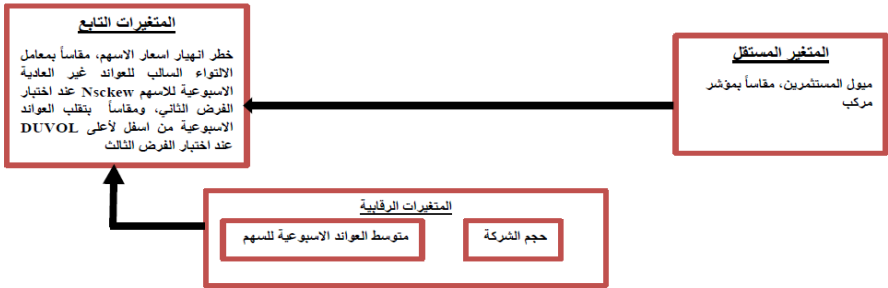 المتغير المستقل
ميول المستثمرين، مقاساً بمؤشر
مركب
المتغيرات التابع
خطر انهيار اسعار الاسهم، مقاساً بمعامل
الالتواء السالب للعوائد غير العادية
الاسبوعية للاسهم Nsckew عند اختبار
الفرض الثاني، ومقاساً بتقلب العوائد
الاسبوعية من اسفل لأعلى DUVOL
عند اختبار الفرض الثالث
المتغيرات الرقابية
حجم الشركة
متوسط العوائد الاسبوعية للسهم